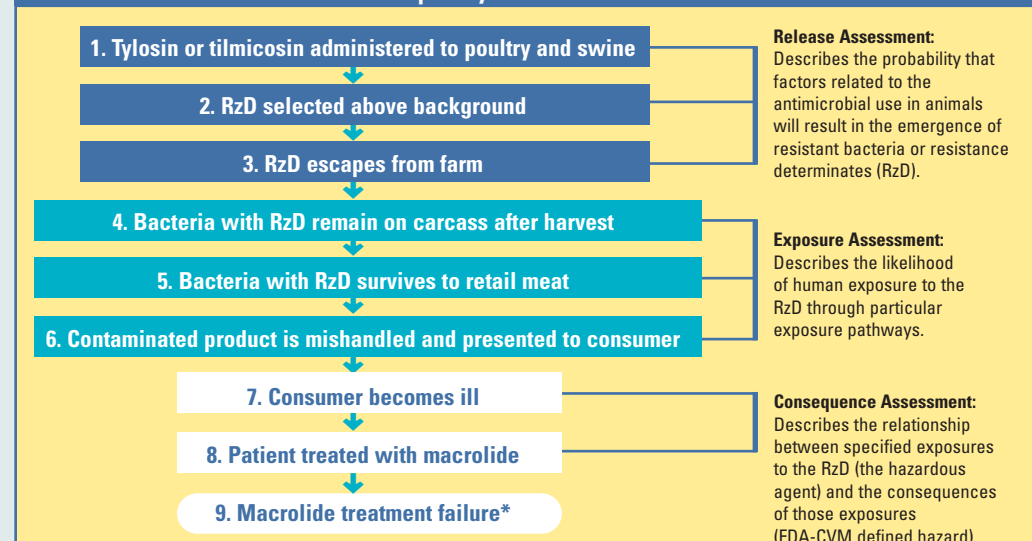 1. Tylosin or tilmicosin administered to poultry and swine
2. RzD selected above background
3. RzD escapes from farm
4. Bacteria with RzD remain on carcass after harvest
5. Bacteria with RzD survives to retail meat
6. Contaminated product is mishandled and presented to consumer
7. Consumer becomes ill
8. Patient treated with macrolide
9. Macrolide treatment failure*
Release Assessment:
Describes the probability that
factors related to the
antimicrobial use in animals
will result in the emergence of
resistant bacteria or resistance
determinates (RzD).
Exposure Assessment:
Describes the likelihood
of human exposure to the
RzD through particular
exposure pathways.
Consequence Assessment:
Describes the relationship
between specified exposures
to the RzD (the hazardous
agent) and the consequences
of those exposures
(FDA-CVM defined hazard)